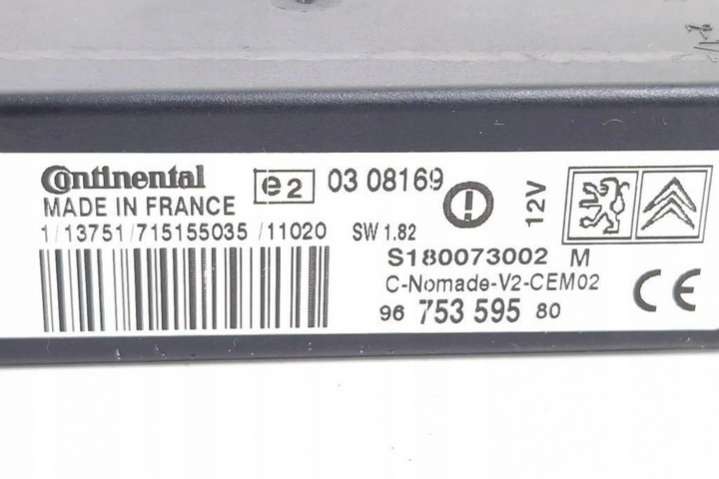 Continental e2 03 08169
MADE IN FRANCE 12V
1/13751/715155035/11020 SW 1.82
S180073002 M
C-Nomade-V2-CEM02
96 753 595 80 CE